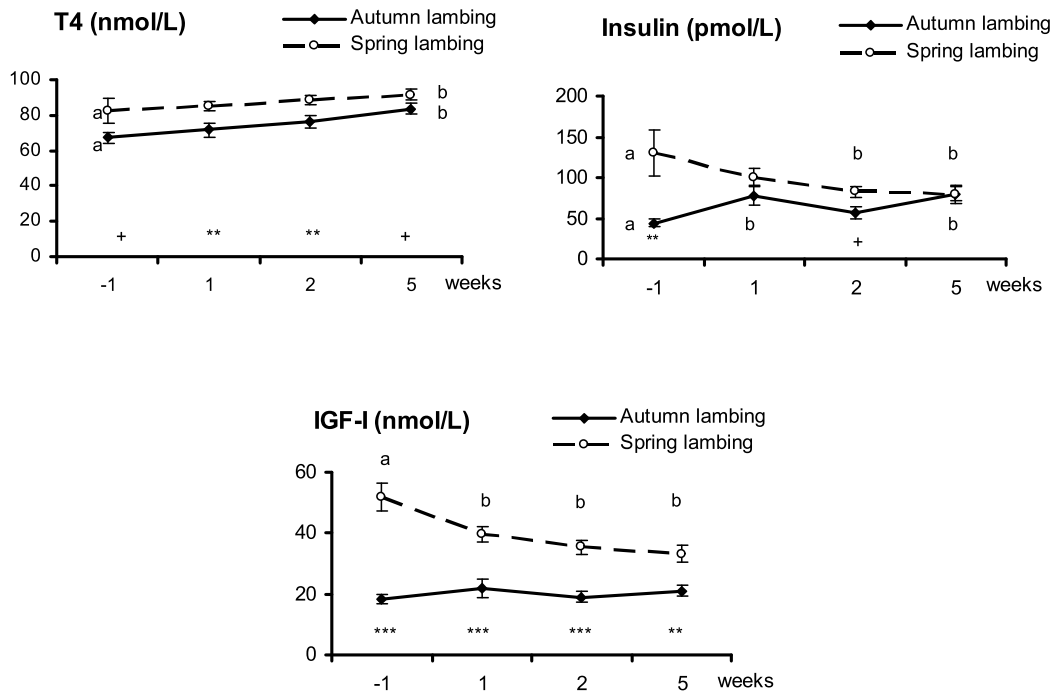 T4 (nmol/L)
Autumn lambing
Spring lambing
100
80
60
40
20
0
a
a
b
b
+ ** ** +
-1 1 2 5 weeks
Insulin (pmol/L)
Autumn lambing
Spring lambing
200
150
100
50
0
a b b
a b b
** +
-1 1 2 5 weeks
IGF-I (nmol/L)
Autumn lambing
Spring lambing
60
40
20
0
a b b b
*** *** *** **
-1 1 2 5 weeks